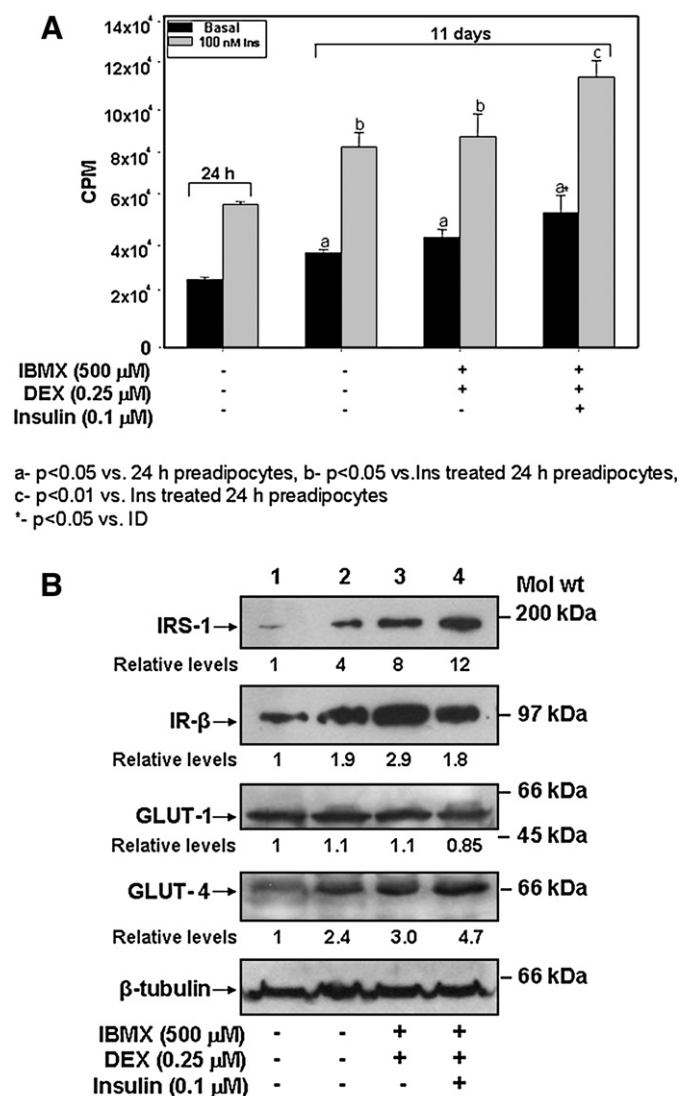 A
Basal
100 nM Ins
11 days
14x10⁴
12x10⁴
10x10⁴
8x10⁴
6x10⁴
4x10⁴
2x10⁴
0
CPM
24 h
a
b
a
b
a*
c
IBMX (500 µM) - - + +
DEX (0.25 µM) - - + +
Insulin (0.1 µM) - - - +
a- p<0.05 vs. 24 h preadipocytes, b- p<0.05 vs.Ins treated 24 h preadipocytes,
c- p<0.01 vs. Ins treated 24 h preadipocytes
*- p<0.05 vs. ID
B
1 2 3 4 Mol wt
IRS-1→ 200 kDa
Relative levels 1 4 8 12
IR-β→ 97 kDa
Relative levels 1 1.9 2.9 1.8
66 kDa
GLUT-1→
45 kDa
Relative levels 1 1.1 1.1 0.85
GLUT-4→ 66 kDa
Relative levels 1 2.4 3.0 4.7
66 kDa
β-tubulin→
IBMX (500 µM) - - + +
DEX (0.25 µM) - - + +
Insulin (0.1 µM) - - - +